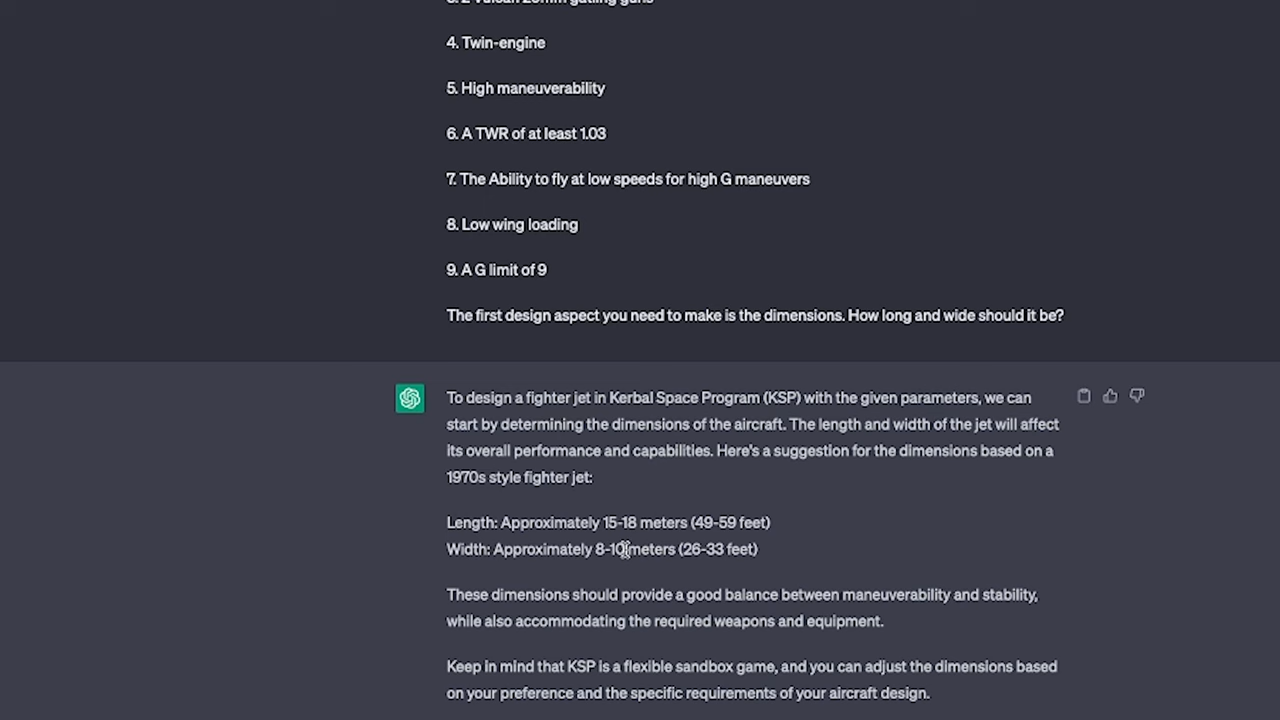 3. 2 Vulcan 20mm gatling guns
4. Twin-engine
5. High maneuverability
6. A TWR of at least 1.03
7. The Ability to fly at low speeds for high G maneuvers
8. Low wing loading
9. A G limit of 9
The first design aspect you need to make is the dimensions. How long and wide should it be?
To design a fighter jet in Kerbal Space Program (KSP) with the given parameters, we can
start by determining the dimensions of the aircraft. The length and width of the jet will affect
its overall performance and capabilities. Here's a suggestion for the dimensions based on a
1970s style fighter jet:
Length: Approximately 15-18 meters (49-59 feet)
Width: Approximately 8-10 meters (26-33 feet)
These dimensions should provide a good balance between maneuverability and stability,
while also accommodating the required weapons and equipment.
Keep in mind that KSP is a flexible sandbox game, and you can adjust the dimensions based
on your preference and the specific requirements of your aircraft design.